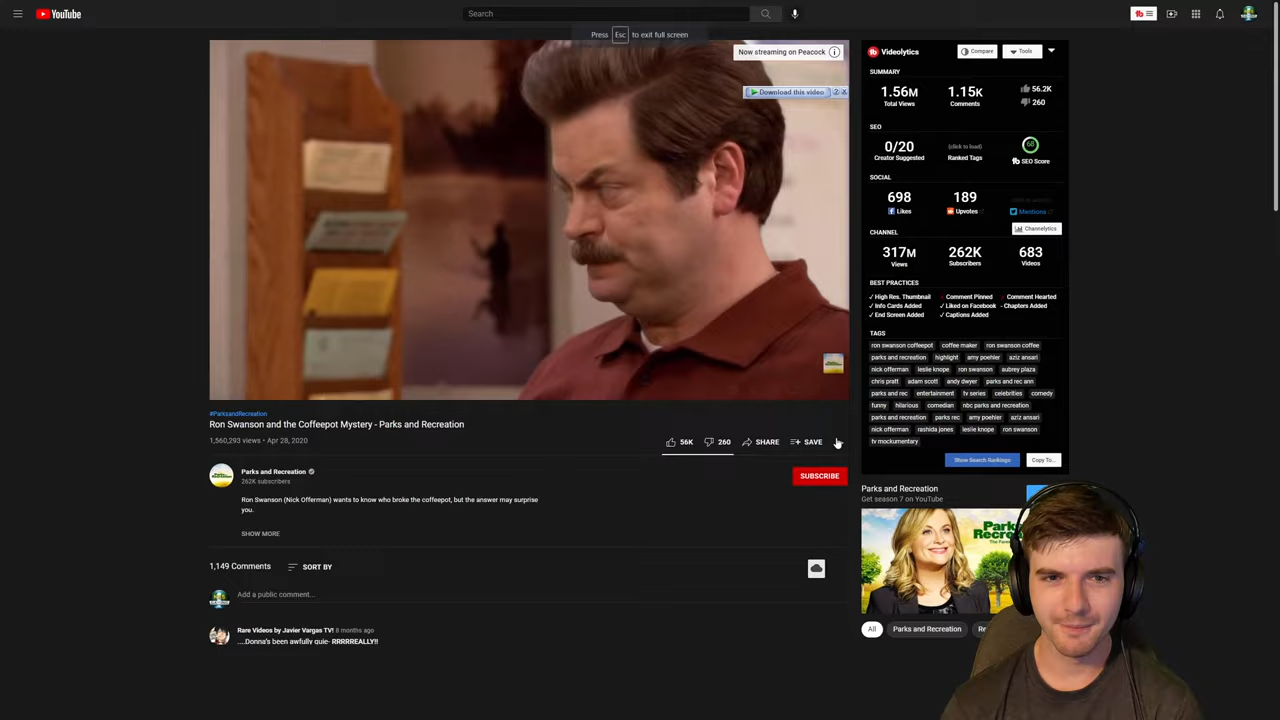 YouTube
Search
Press Esc to exit full screen
Now streaming on Peacock
Download this video
#ParksandRecreation
Ron Swanson and the Coffeepot Mystery - Parks and Recreation
1,560,293 views • Apr 28, 2020
56K
260
SHARE
SAVE
Parks and Recreation
262K subscribers
SUBSCRIBE
Ron Swanson (Nick Offerman) wants to know who broke the coffeepot, but the answer may surprise
you.
SHOW MORE
1,149 Comments
SORT BY
Add a public comment...
Rare Videos by Javier Vargas TV! 8 months ago
....Donna's been awfully quie- RRRRREALLY!!
Videolytics
Compare
Tools
SUMMARY
1.56M 1.15K 56.2K
Total Views Comments 260
SEO
0/20 (click to load) 68
Creator Suggested Ranked Tags SEO Score
SOCIAL
698 189
Likes Upvotes Mentions
CHANNEL
Channelytics
317M 262K 683
Views Subscribers Videos
BEST PRACTICES
✓ High Res. Thumbnail Comment Pinned Comment Hearted
✓ Info Cards Added ✓ Liked on Facebook - Chapters Added
✓ End Screen Added ✓ Captions Added
TAGS
ron swanson coffeepot coffee maker ron swanson coffee
parks and recreation highlight amy poehler aziz ansari
nick offerman leslie knope ron swanson aubrey plaza
chris pratt adam scott andy dwyer parks and rec ann
parks and rec entertainment tv series celebrities comedy
funny hilarious comedian nbc parks and recreation
parks and recreation parks rec amy poehler aziz ansari
nick offerman rashida jones leslie knope ron swanson
tv mockumentary
Show Search Rankings
Copy To...
Parks and Recreation
Get season 7 on YouTube
All
Parks and Recreation